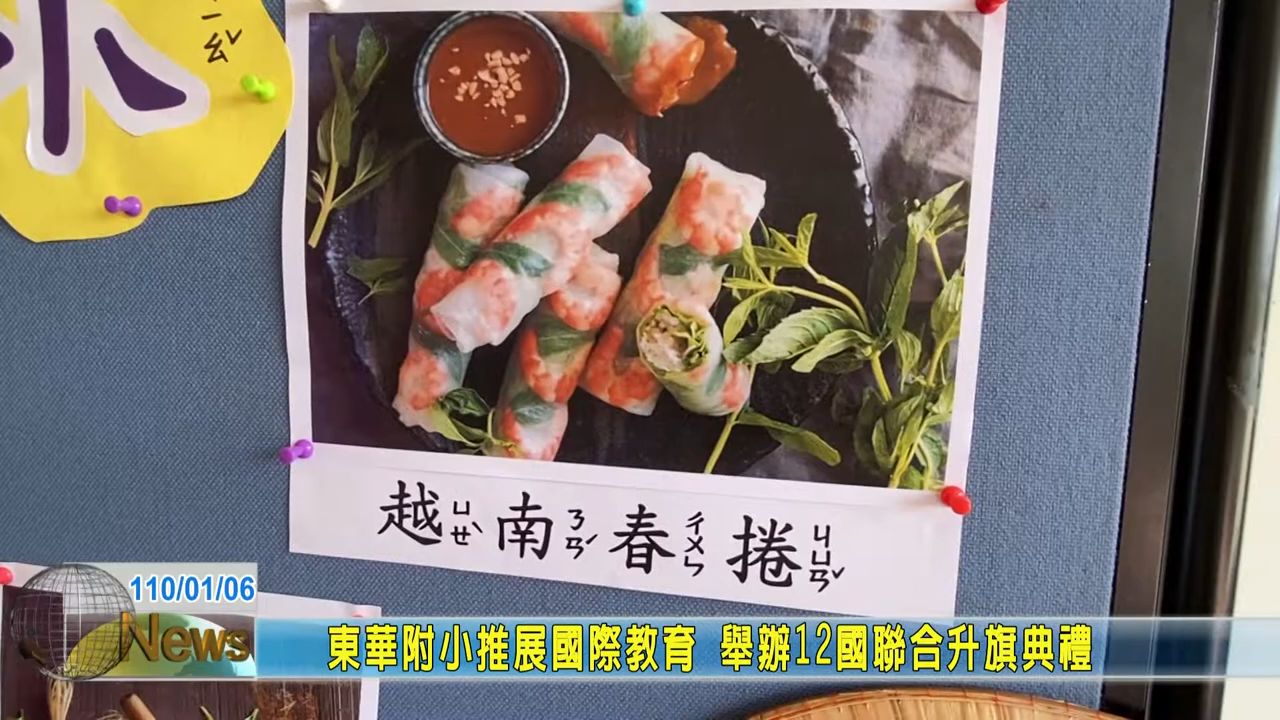 ㄧㄠˇ
越ㄩㄝˋ南ㄋㄢˊ春ㄔㄨㄣ捲ㄐㄩㄢˇ
110/01/06
News
東華附小推展國際教育 舉辦12國聯合升旗典禮